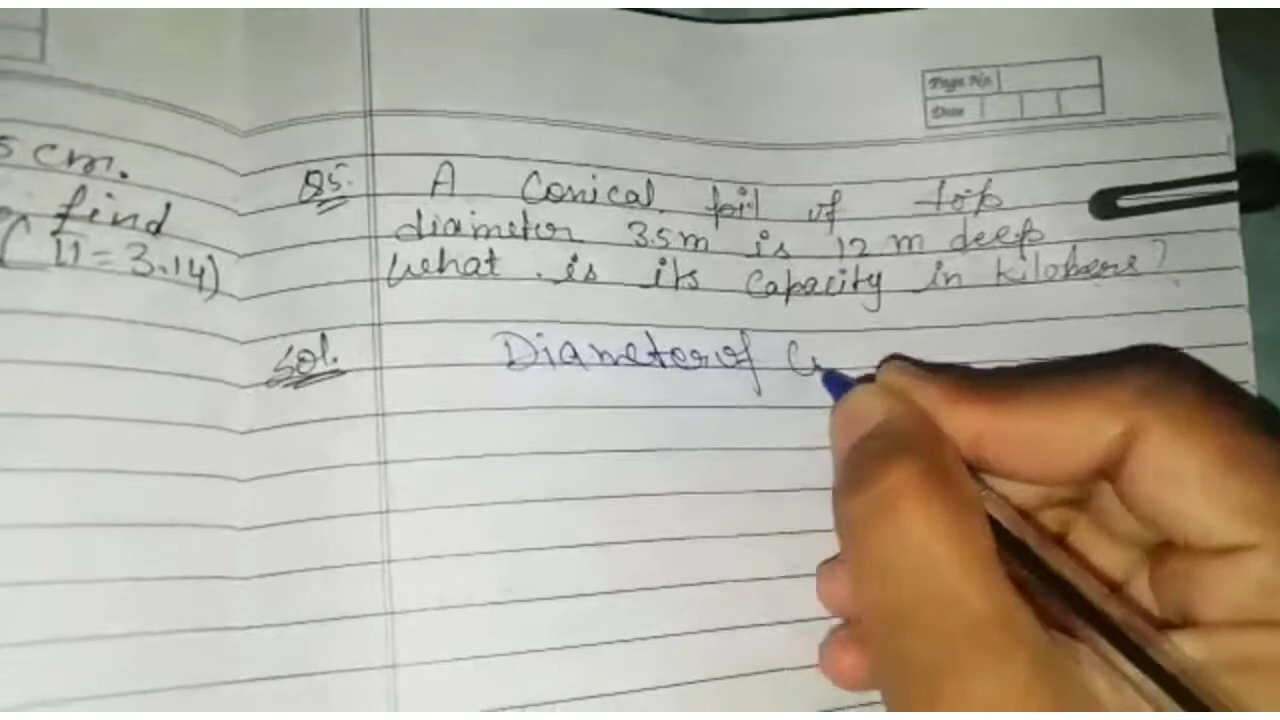 Page No.
Date
5 cm.
find
(π = 3.14)
Q5. A Conical pit of top
diameter 3.5m is 12 m deep
what is its capacity in
Sol. Diameter of